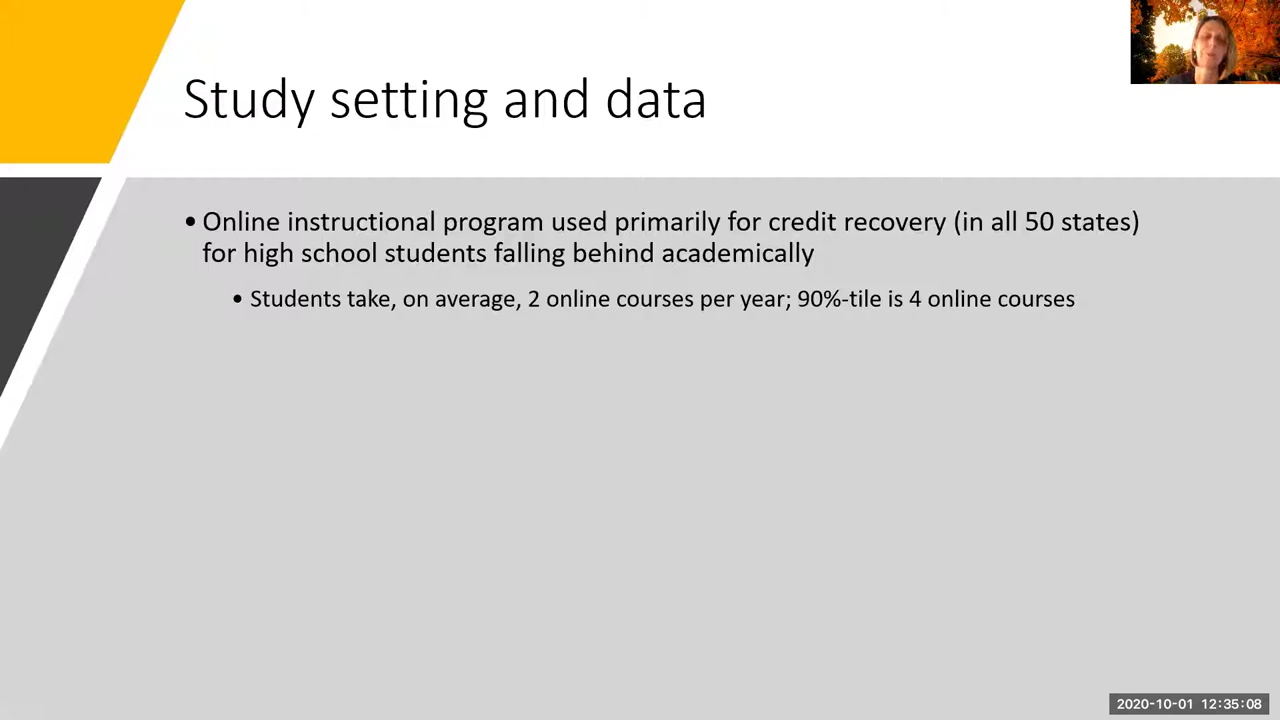 Study setting and data
• Online instructional program used primarily for credit recovery (in all 50 states)
for high school students falling behind academically
• Students take, on average, 2 online courses per year; 90%-tile is 4 online courses
2020-10-01 12:35:08